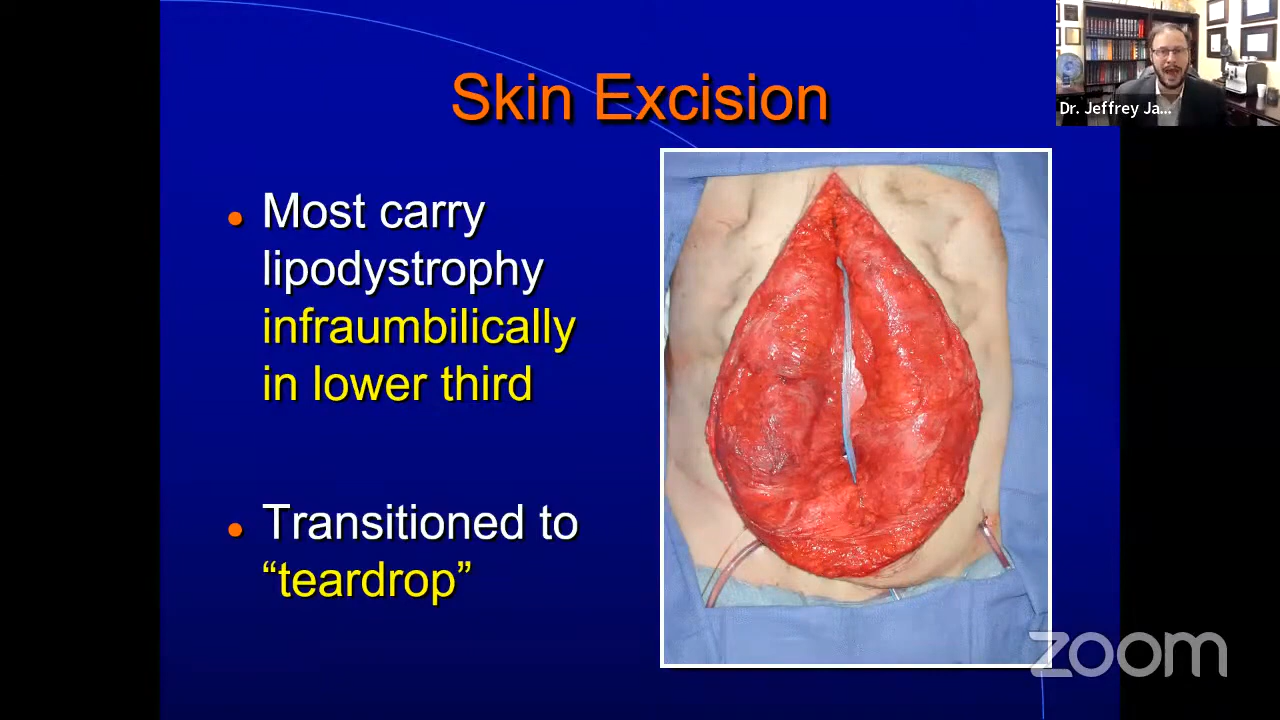 Skin Excision
Dr. Jeffrey Ja...
Most carry
lipodystrophy
infraumbilically
in lower third
Transitioned to
“teardrop”
zoom